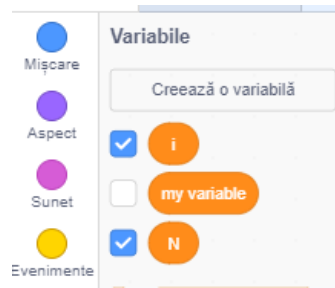 Mișcare
Aspect
Sunet
Evenimente
Variabile
Creează o variabilă
i
my variable
N